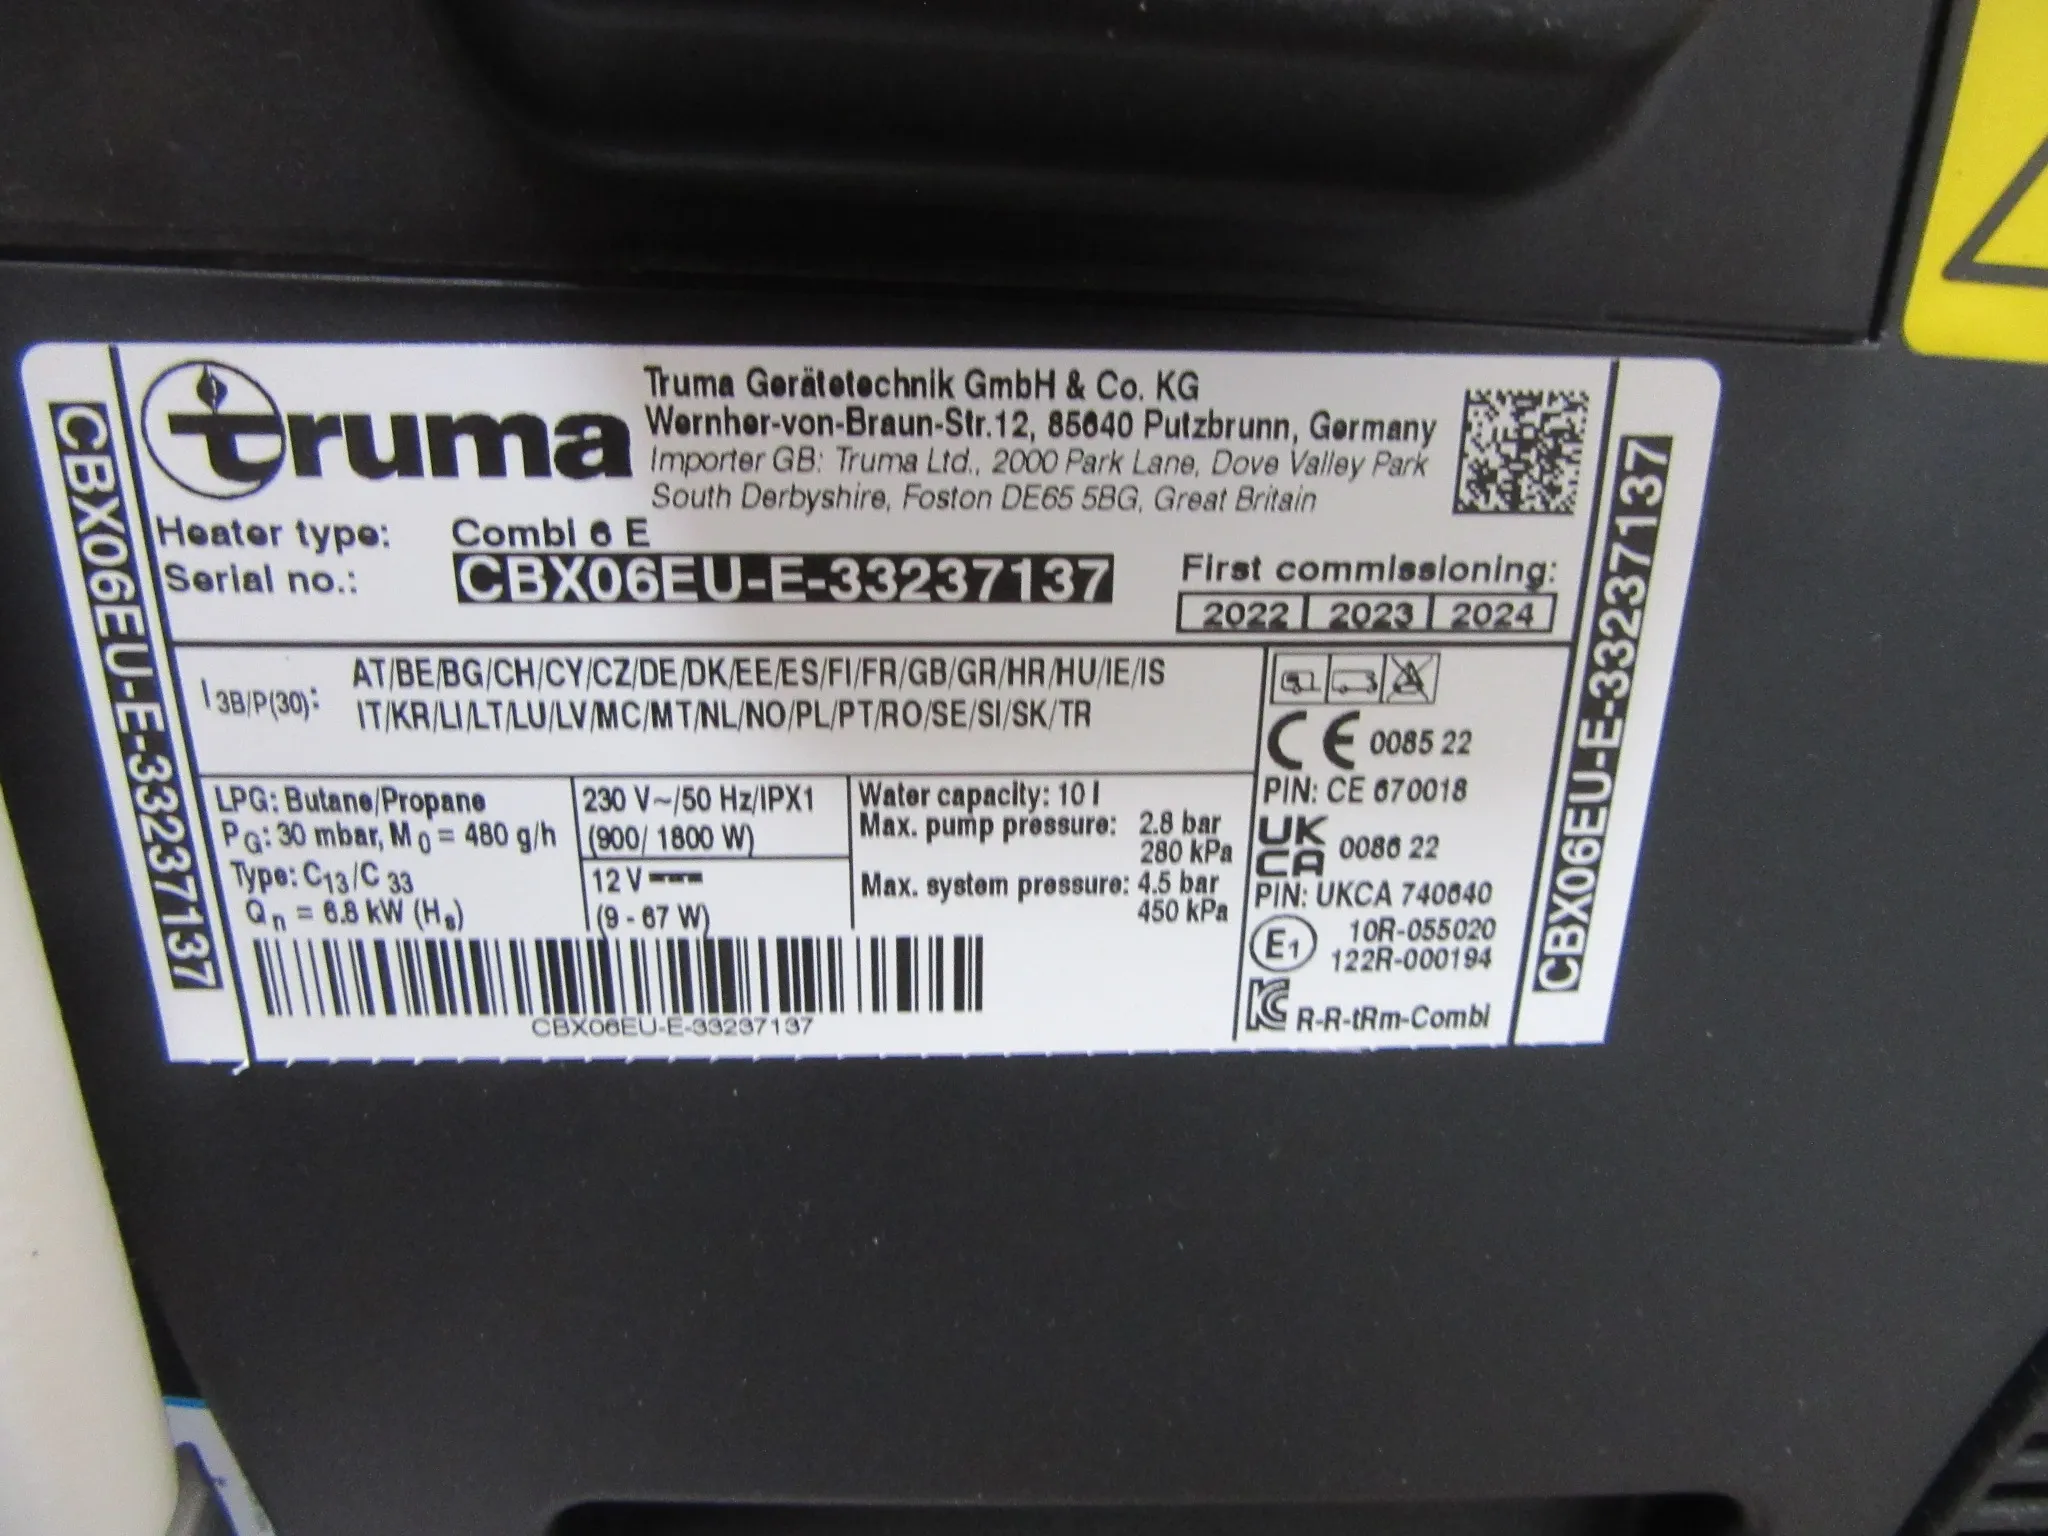 truma
Truma Gerätetechnik GmbH & Co. KG
Wernher-von-Braun-Str.12, 85640 Putzbrunn, Germany
Importer GB: Truma Ltd., 2000 Park Lane, Dove Valley Park
South Derbyshire, Foston DE65 5BG, Great Britain
Heater type: Combi 6 E
Serial no.: CBX06EU-E-33237137
First commissioning:
2022 2023 2024
CBX06EU-E-33237137
I 3B/P(30): AT/BE/BG/CH/CY/CZ/DE/DK/EE/ES/FI/FR/GB/GR/HR/HU/IE/IS
IT/KR/LI/LT/LU/LV/MC/MT/NL/NO/PL/PT/RO/SE/SI/SK/TR
LPG: Butane/Propane
PG: 30 mbar, M0 = 480 g/h
Type: C13/C33
Qn = 6.8 kW (Hs)
230 V~/50 Hz/IPX1
(900/ 1800 W)
12 V
(9 - 67 W)
Water capacity: 10 l
Max. pump pressure: 2.8 bar
280 kPa
Max. system pressure: 4.5 bar
450 kPa
CE 0085 22
PIN: CE 670018
UK
CA 0086 22
PIN: UKCA 740640
E1 10R-055020
122R-000194
KC R-R-tRm-Combi
CBX06EU-E-33237137
CBX06EU-E-33237137